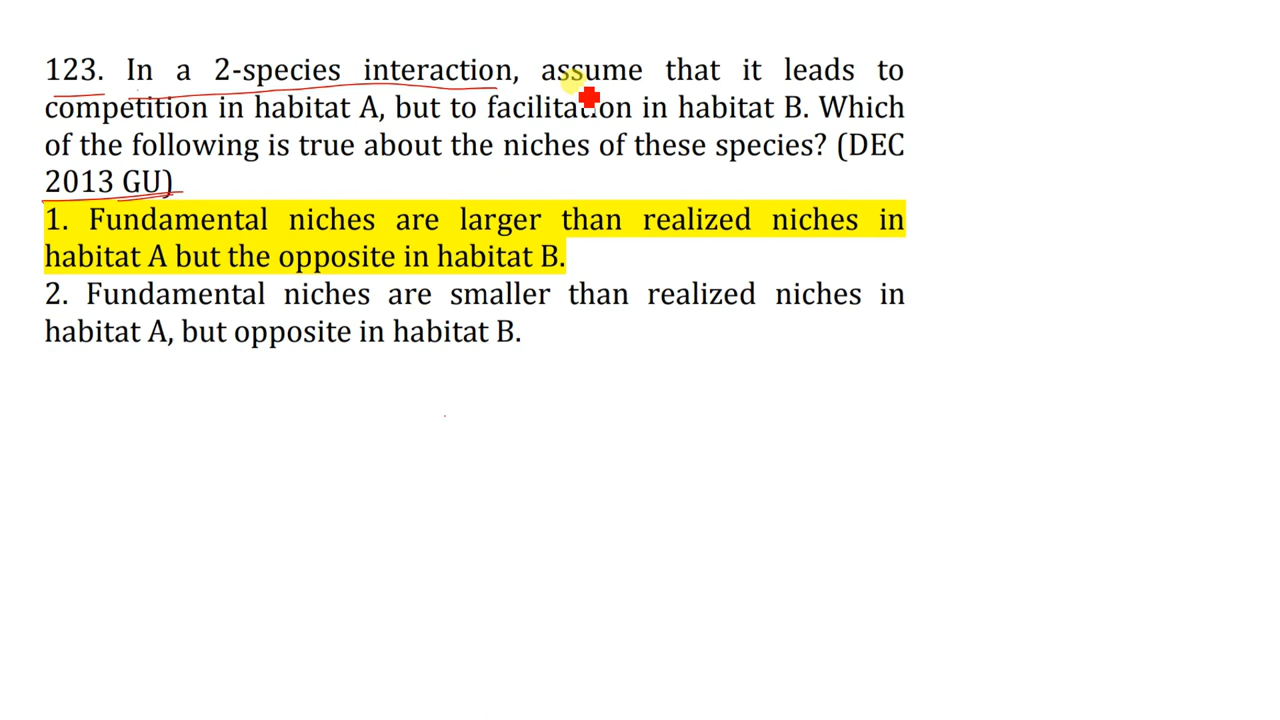 123. In a 2-species interaction, assume that it leads to
competition in habitat A, but to facilitation in habitat B. Which
of the following is true about the niches of these species? (DEC
2013 GU)
1. Fundamental niches are larger than realized niches in
habitat A but the opposite in habitat B.
2. Fundamental niches are smaller than realized niches in
habitat A, but opposite in habitat B.